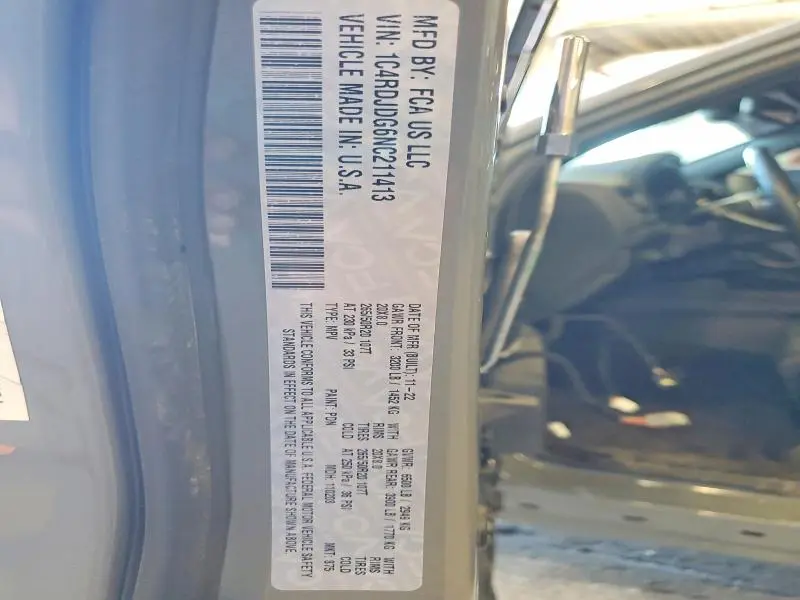 MFD BY: FCA US LLC
VIN: 1C4RDJDG6NC211413
VEHICLE MADE IN: U.S.A.
DATE OF MFR (BUILT): 11-22 GVWR: 6500 LB / 2949 KG
GAWR FRONT: 3200 LB / 1452 KG WITH GAWR REAR: 3900 LB / 1770 KG WITH
20X8.0 RIMS 20X8.0 RIMS
265/50R20 107T TIRES 265/50R20 107T TIRES
AT 230 kPa / 33 PSI COLD AT 250 kPa / 36 PSI COLD
TYPE: MPV PAINT: PDN MDH: 110203 MKT: 975
THIS VEHICLE CONFORMS TO ALL APPLICABLE U.S.A. FEDERAL MOTOR VEHICLE SAFETY
STANDARDS IN EFFECT ON THE DATE OF MANUFACTURE SHOWN ABOVE.